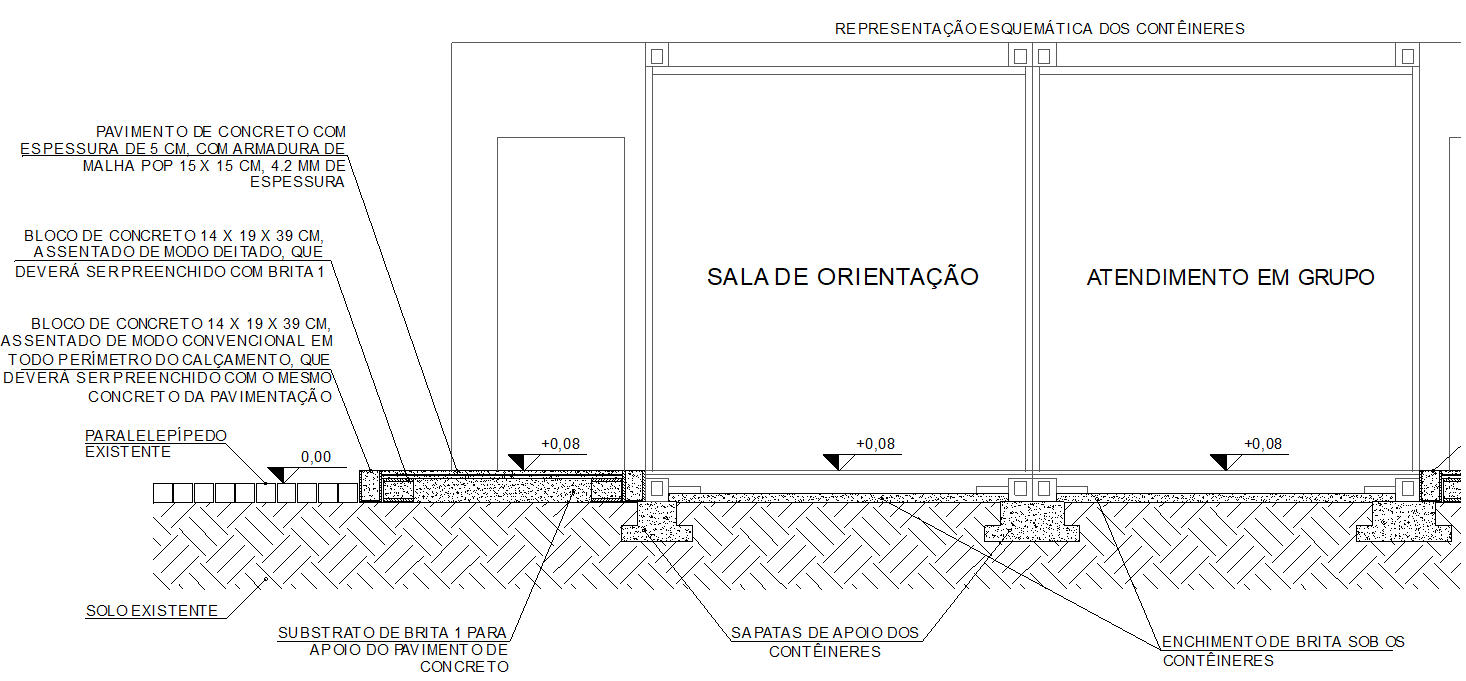 REPRESENTAÇÃO ESQUEMÁTICA DOS CONTÊINERES
PAVIMENTO DE CONCRETO COM
ESPESSURA DE 5 CM, COM ARMADURA DE
MALHA POP 15 X 15 CM, 4.2 MM DE
ESPESSURA
BLOCO DE CONCRETO 14 X 19 X 39 CM,
ASSENTADO DE MODO DEITADO, QUE
DEVERÁ SER PREENCHIDO COM BRITA 1
SALA DE ORIENTAÇÃO
ATENDIMENTO EM GRUPO
BLOCO DE CONCRETO 14 X 19 X 39 CM,
ASSENTADO DE MODO CONVENCIONAL EM
TODO PERÍMETRO DO CALÇAMENTO, QUE
DEVERÁ SER PREENCHIDO COM O MESMO
CONCRETO DA PAVIMENTAÇÃO
PARALELEPÍPEDO
EXISTENTE
0,00
+0,08
+0,08
+0,08
SOLO EXISTENTE
SUBSTRATO DE BRITA 1 PARA
APOIO DO PAVIMENTO DE
CONCRETO
SAPATAS DE APOIO DOS
CONTÊINERES
ENCHIMENTO DE BRITA SOB OS
CONTÊINERES